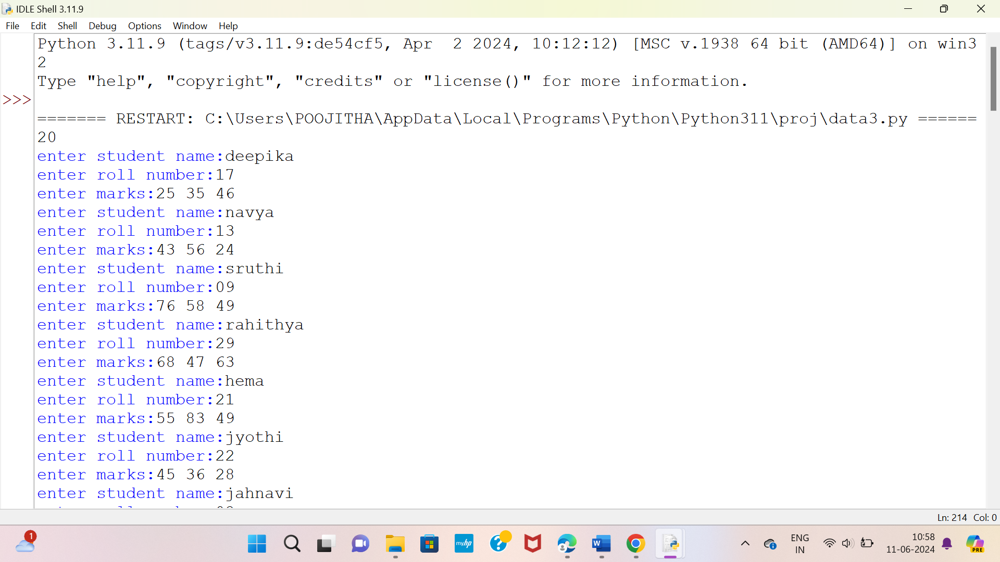 IDLE Shell 3.11.9
File Edit Shell Debug Options Window Help
Python 3.11.9 (tags/v3.11.9:de54cf5, Apr  2 2024, 10:12:12) [MSC v.1938 64 bit (AMD64)] on win3
2
Type "help", "copyright", "credits" or "license()" for more information.
>>>
======= RESTART: C:\Users\POOJITHA\AppData\Local\Programs\Python\Python311\proj\data3.py ======
20
enter student name:deepika
enter roll number:17
enter marks:25 35 46
enter student name:navya
enter roll number:13
enter marks:43 56 24
enter student name:sruthi
enter roll number:09
enter marks:76 58 49
enter student name:rahithya
enter roll number:29
enter marks:68 47 63
enter student name:hema
enter roll number:21
enter marks:55 83 49
enter student name:jyothi
enter roll number:22
enter marks:45 36 28
enter student name:jahnavi
Ln: 214 Col: 0
1
myhp
?
W
ENG
IN
10:58
11-06-2024
PRE